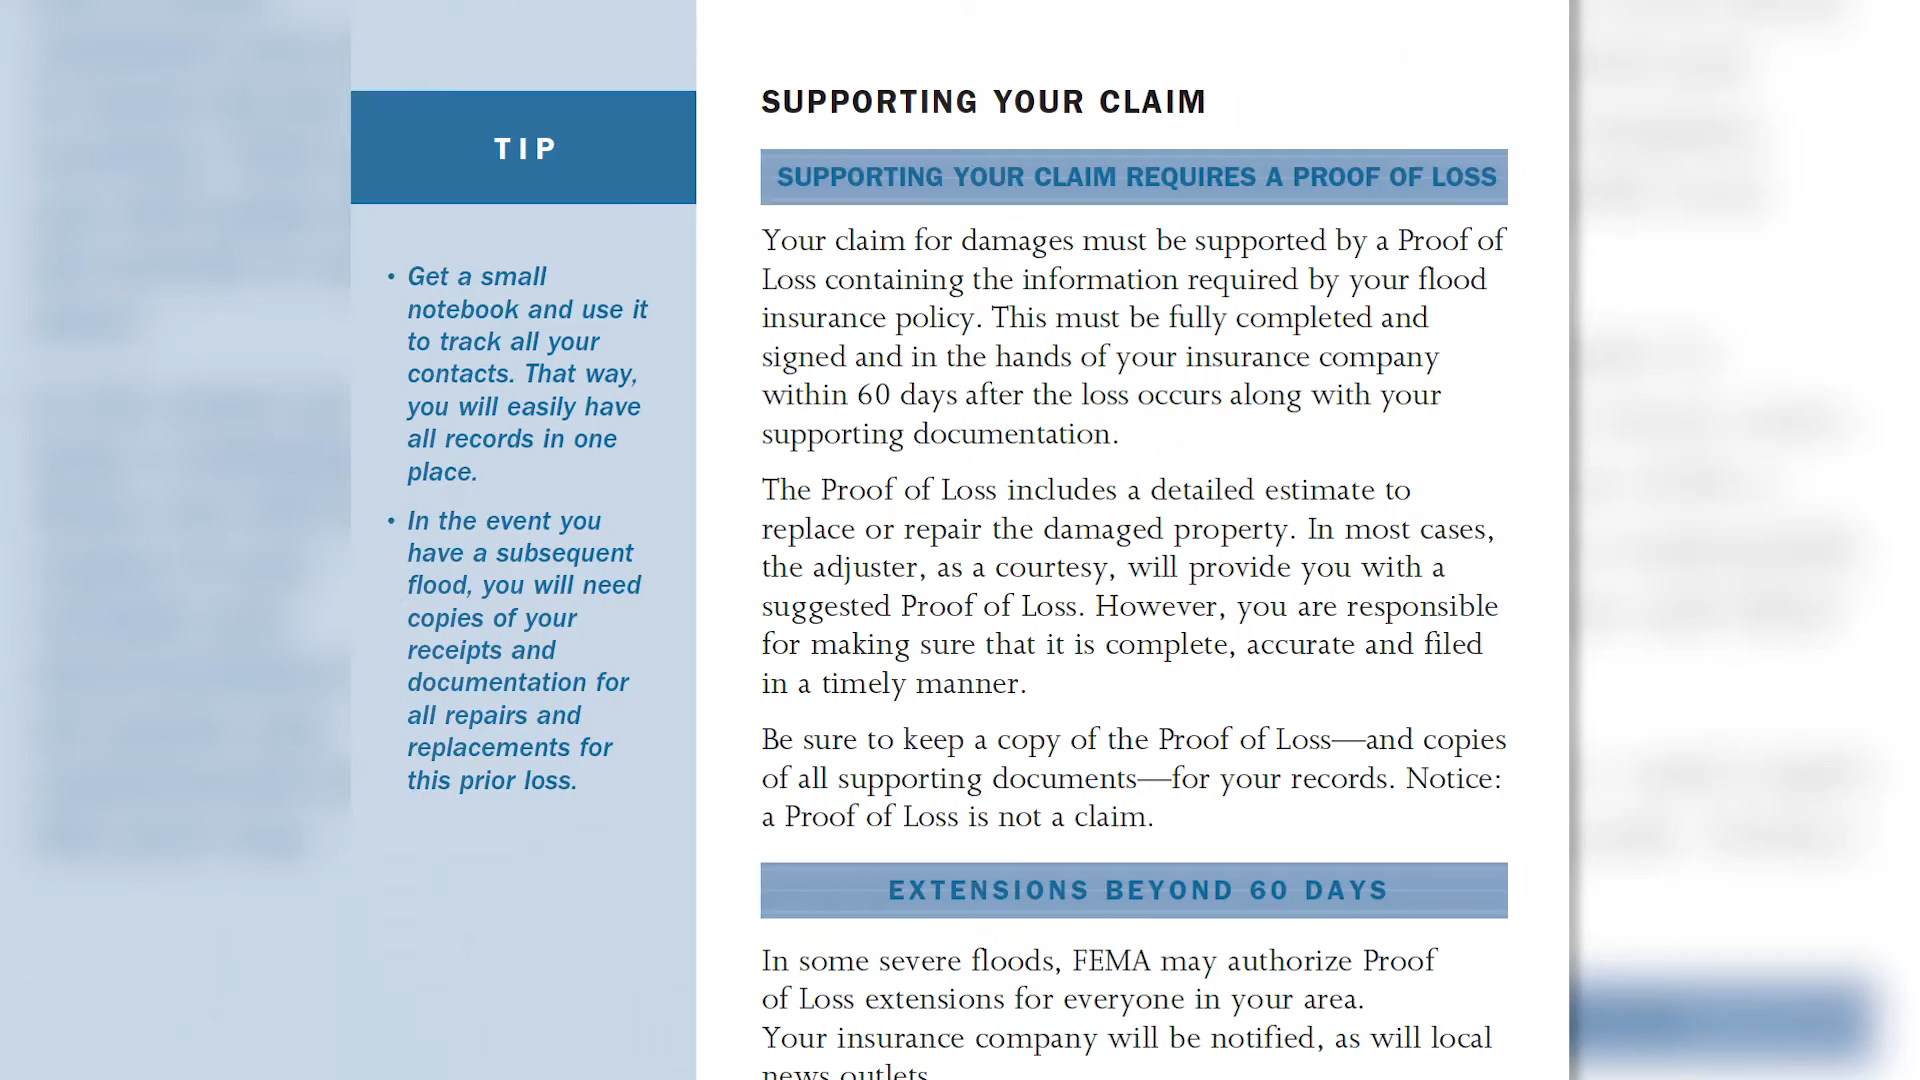 TIP
• Get a small
notebook and use it
to track all your
contacts. That way,
you will easily have
all records in one
place.
• In the event you
have a subsequent
flood, you will need
copies of your
receipts and
documentation for
all repairs and
replacements for
this prior loss.
SUPPORTING YOUR CLAIM
SUPPORTING YOUR CLAIM REQUIRES A PROOF OF LOSS
Your claim for damages must be supported by a Proof of
Loss containing the information required by your flood
insurance policy. This must be fully completed and
signed and in the hands of your insurance company
within 60 days after the loss occurs along with your
supporting documentation.
The Proof of Loss includes a detailed estimate to
replace or repair the damaged property. In most cases,
the adjuster, as a courtesy, will provide you with a
suggested Proof of Loss. However, you are responsible
for making sure that it is complete, accurate and filed
in a timely manner.
Be sure to keep a copy of the Proof of Loss—and copies
of all supporting documents—for your records. Notice:
a Proof of Loss is not a claim.
EXTENSIONS BEYOND 60 DAYS
In some severe floods, FEMA may authorize Proof
of Loss extensions for everyone in your area.
Your insurance company will be notified, as will local
news outlets.